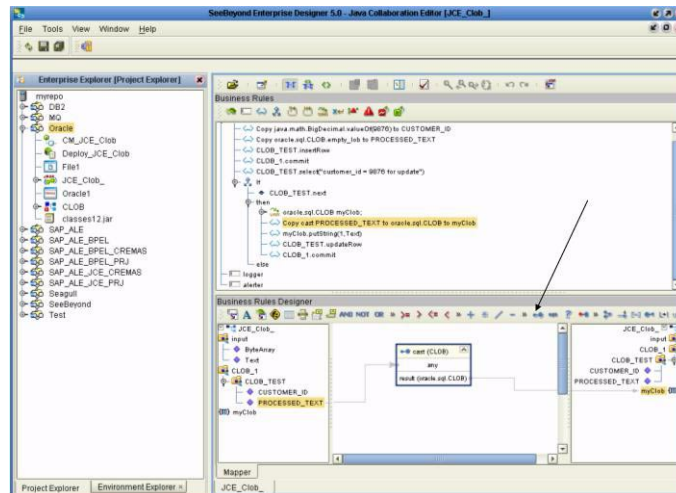 SeeBeyond Enterprise Designer 5.0 - Java Collaboration Editor [JCE_Clob_]
File Tools View Window Help
Enterprise Explorer [Project Explorer]
myrepo
DB2
MQ
Oracle
CM_JCE_Clob
Deploy_JCE_Clob
File1
JCE_Clob_
Oracle1
CLOB
classes12.jar
SAP_ALE
SAP_ALE_BPEL
SAP_ALE_BPEL_CREMAS
SAP_ALE_BPEL_PRJ
SAP_ALE_JCE_CREMAS
SAP_ALE_JCE_PRJ
Seagull
SeeBeyond
Test
Project Explorer
Environment Explorer
Business Rules
Copy java.math.BigDecimal.valueOf(9876) to CUSTOMER_ID
Copy oracle.sql.CLOB.empty_lob to PROCESSED_TEXT
CLOB_TEST.insertRow
CLOB_1.commit
CLOB_TEST.select("customer_id = 9876 for update")
If
CLOB_TEST.next
then
oracle.sql.CLOB myClob;
Copy cast PROCESSED_TEXT to oracle.sql.CLOB to myClob
myClob.putString(1,Text)
CLOB_TEST.updateRow
CLOB_1.commit
else
logger
alerter
Business Rules Designer
AND NOT OR
JCE_Clob_
input
ByteArray
Text
CLOB_1
CLOB_TEST
CUSTOMER_ID
PROCESSED_TEXT
myClob
cast (CLOB)
any
result (oracle.sql.CLOB)
JCE_Clob_
input
CLOB_1
CLOB_TEST
CUSTOMER_ID
PROCESSED_TEXT
myClob
Mapper
JCE_Clob_